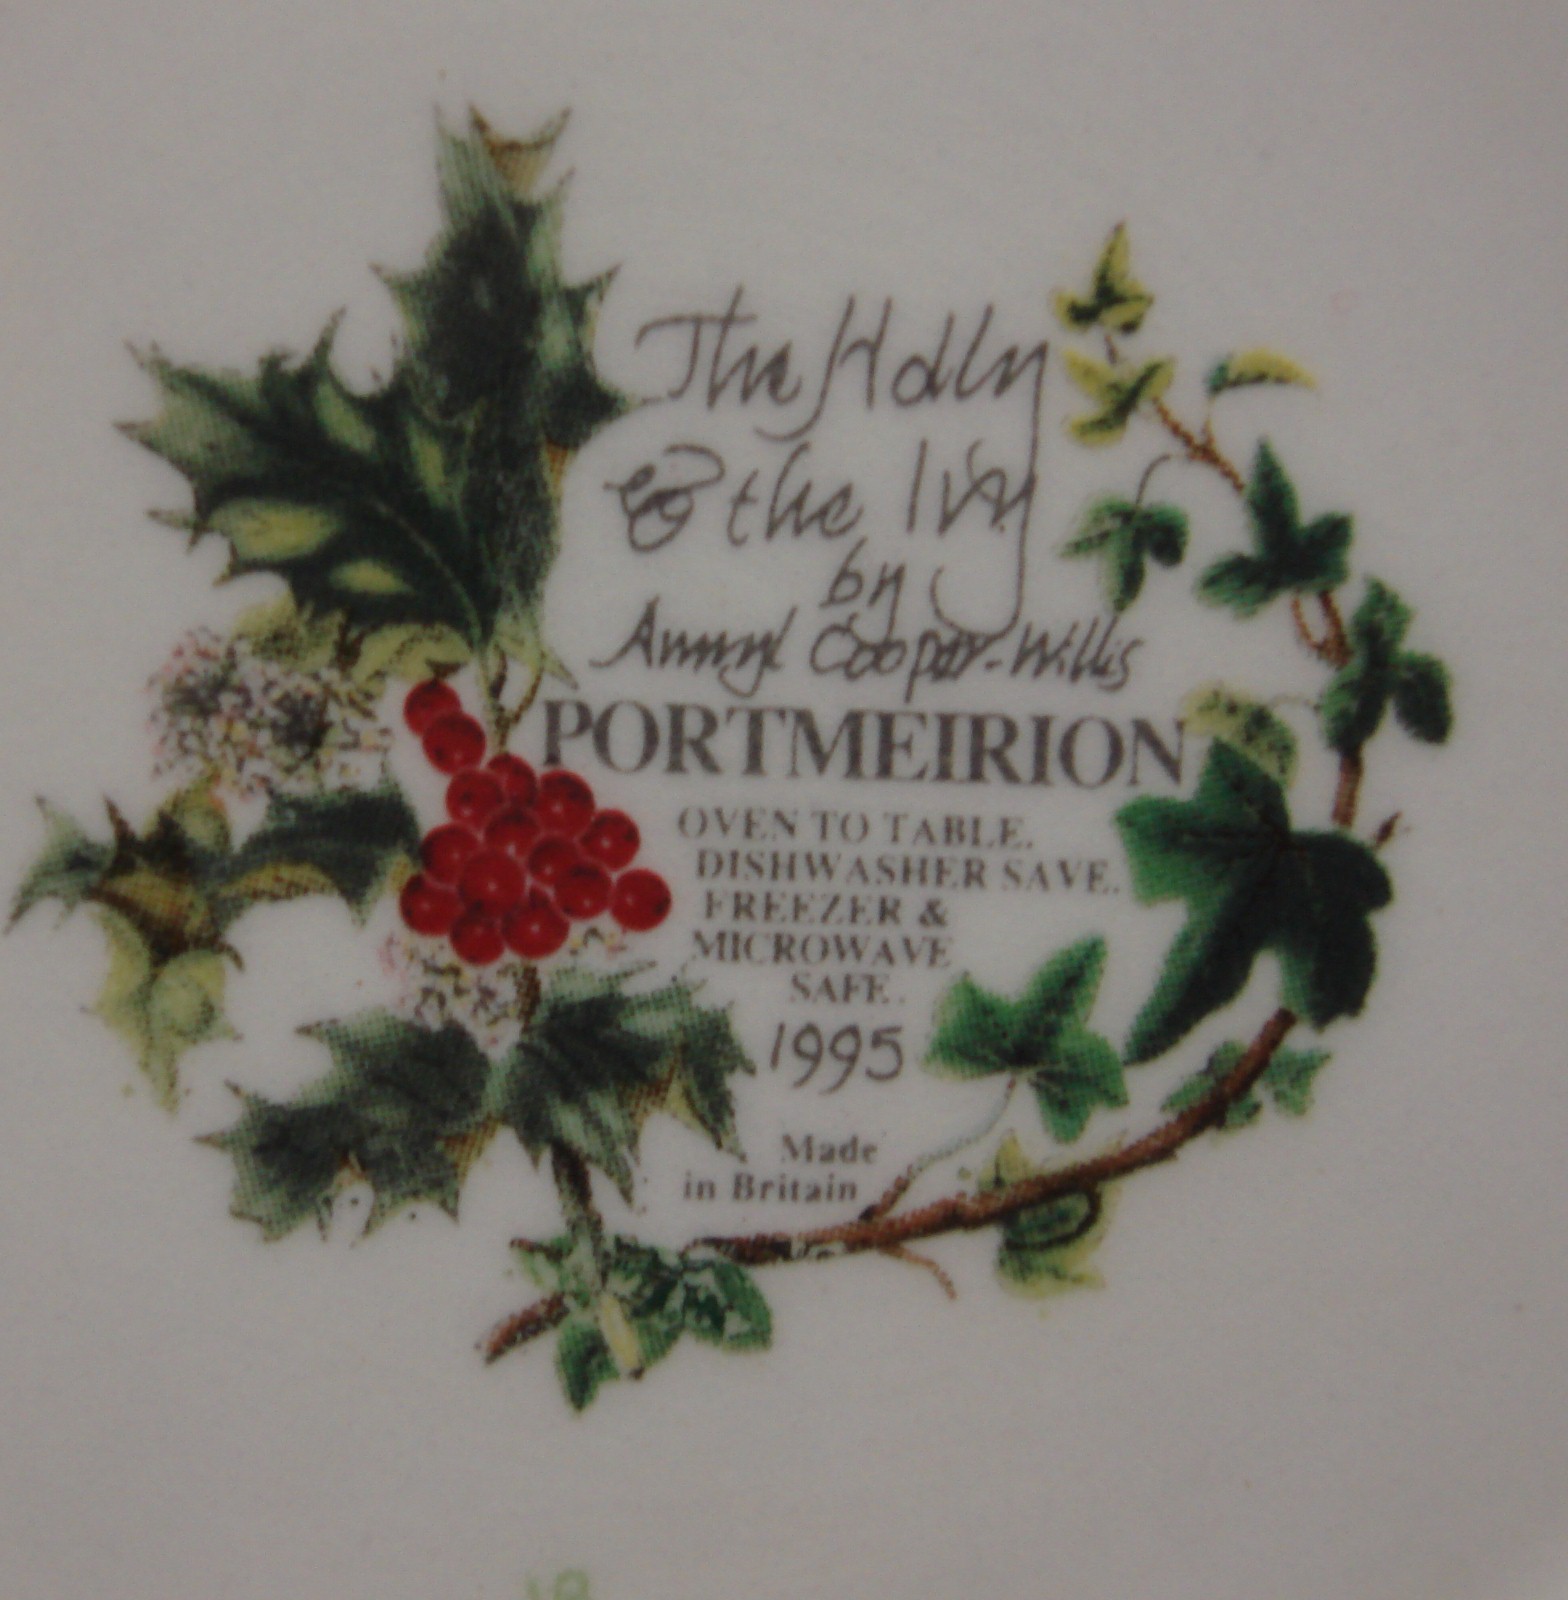 The Holly
& the Ivy
by
Anwyl Cooper-Willis
PORTMEIRION
OVEN TO TABLE.
DISHWASHER SAVE.
FREEZER &
MICROWAVE
SAFE.
1995
Made
in Britain